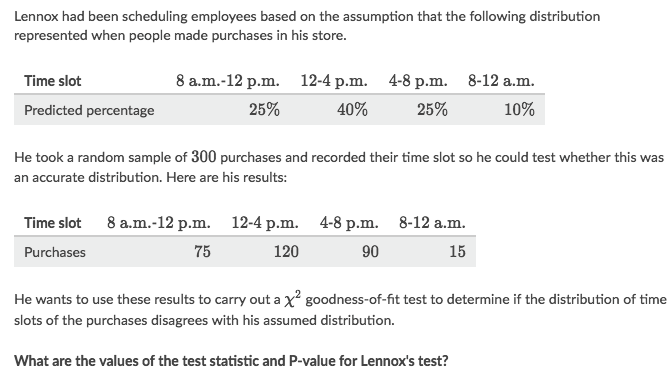 Lennox had been scheduling employees based on the assumption that the following distribution
represented when people made purchases in his store.
Time slot 8 a.m.-12 p.m. 12-4 p.m. 4-8 p.m. 8-12 a.m.
Predicted percentage 25% 40% 25% 10%
He took a random sample of 300 purchases and recorded their time slot so he could test whether this was
an accurate distribution. Here are his results:
Time slot 8 a.m.-12 p.m. 12-4 p.m. 4-8 p.m. 8-12 a.m.
Purchases 75 120 90 15
He wants to use these results to carry out a χ² goodness-of-fit test to determine if the distribution of time
slots of the purchases disagrees with his assumed distribution.
What are the values of the test statistic and P-value for Lennox's test?